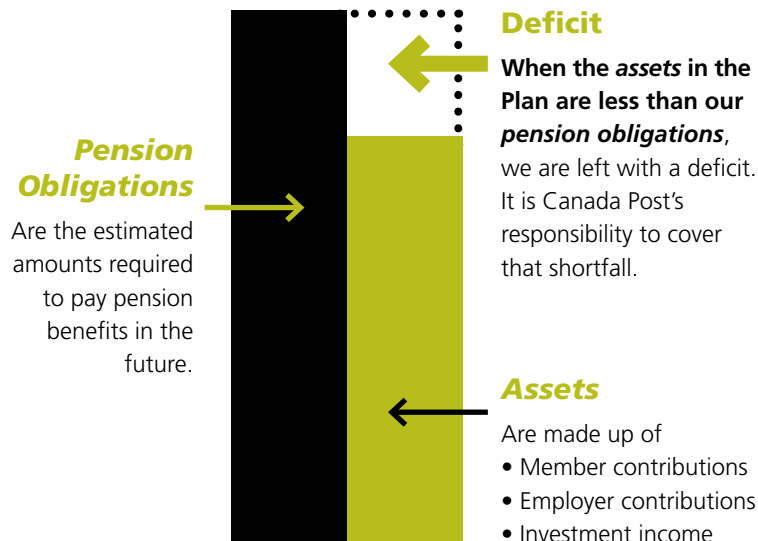 Pension
Obligations
Are the estimated
amounts required
to pay pension
benefits in the
future.
Deficit
When the assets in the
Plan are less than our
pension obligations,
we are left with a deficit.
It is Canada Post’s
responsibility to cover
that shortfall.
Assets
Are made up of
• Member contributions
• Employer contributions
• Investment income